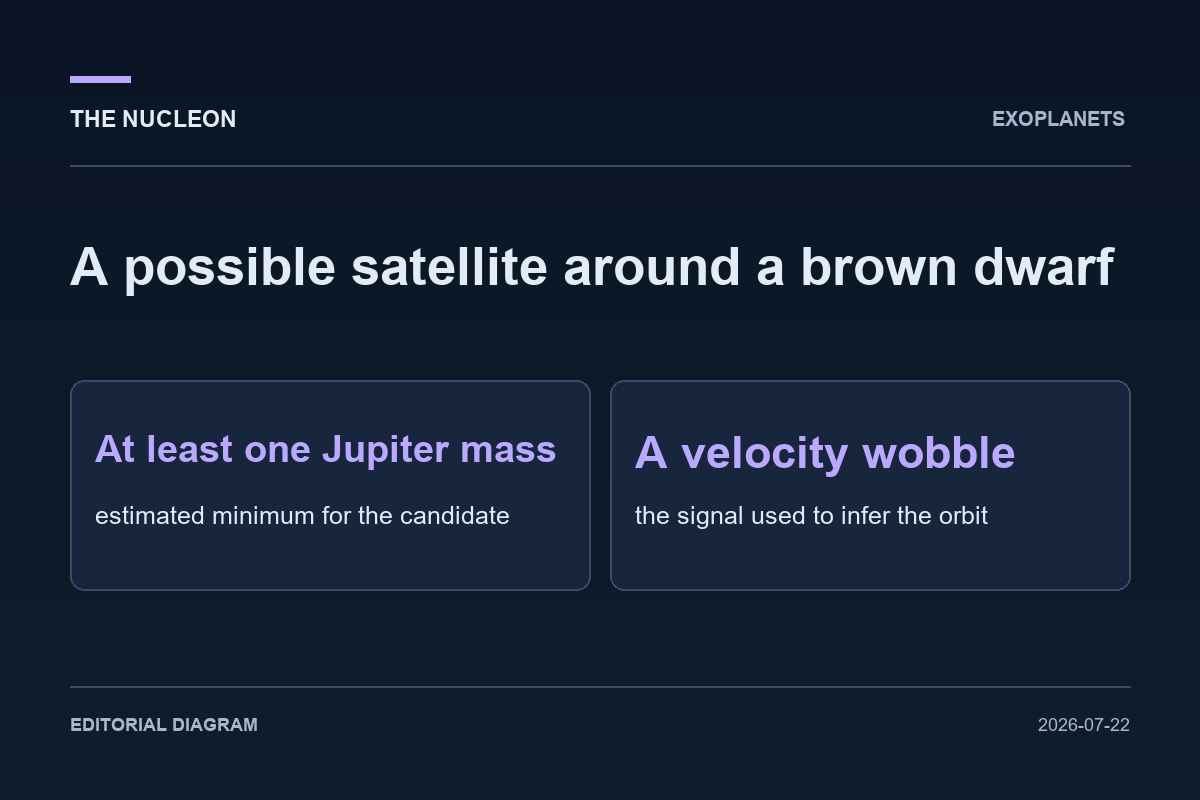 THE NUCLEON
EXOPLANETS
A possible satellite around a brown dwarf
At least one Jupiter mass
estimated minimum for the candidate
A velocity wobble
the signal used to infer the orbit
EDITORIAL DIAGRAM
2026-07-22